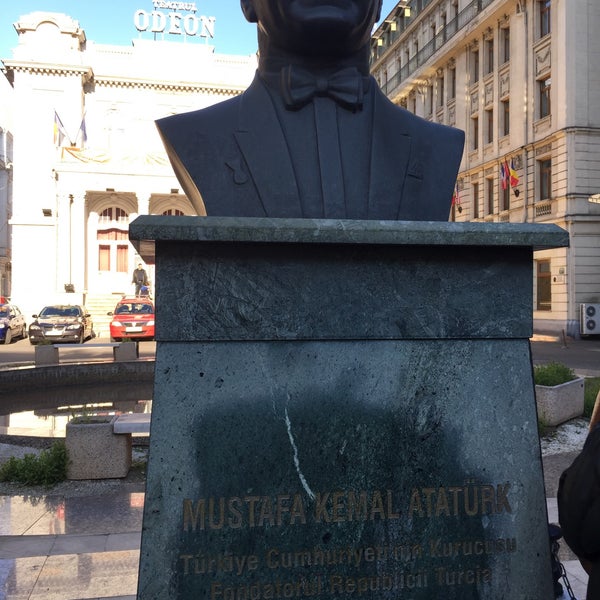 TEATRUL
ODEON
MUSTAFA KEMAL ATATÜRK
Türkiye Cumhuriyeti'nin Kurucusu
Fondatorul Republicii Turcia